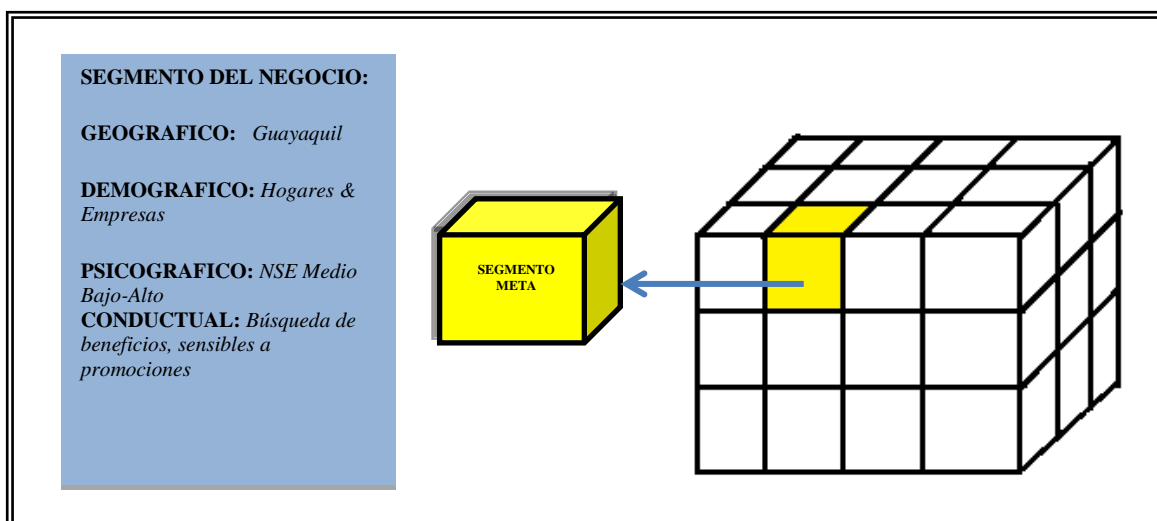 SEGMENTO DEL NEGOCIO:
GEOGRAFICO: Guayaquil
DEMOGRAFICO: Hogares &
Empresas
PSICOGRAFICO: NSE Medio
Bajo-Alto
CONDUCTUAL: Búsqueda de
beneficios, sensibles a
promociones
SEGMENTO
META